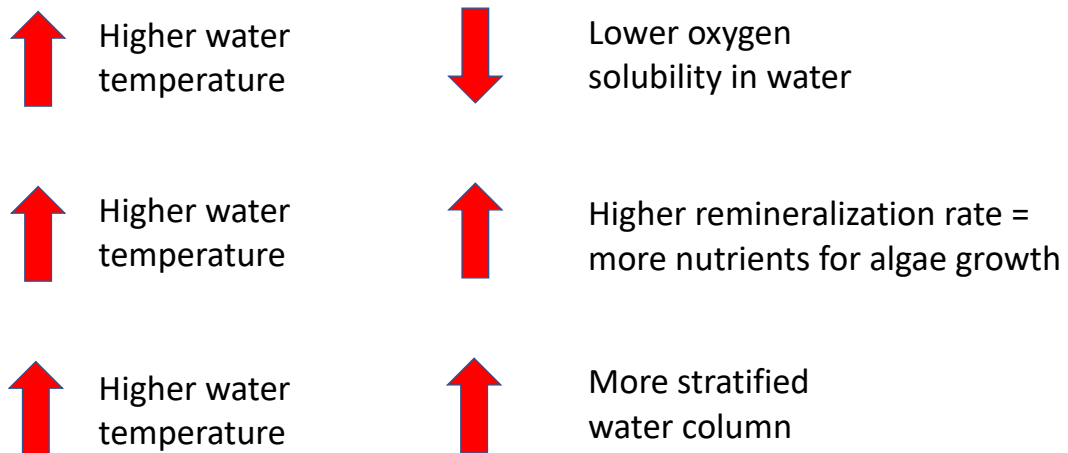 Higher water
temperature
Lower oxygen
solubility in water
Higher water
temperature
Higher remineralization rate =
more nutrients for algae growth
Higher water
temperature
More stratified
water column